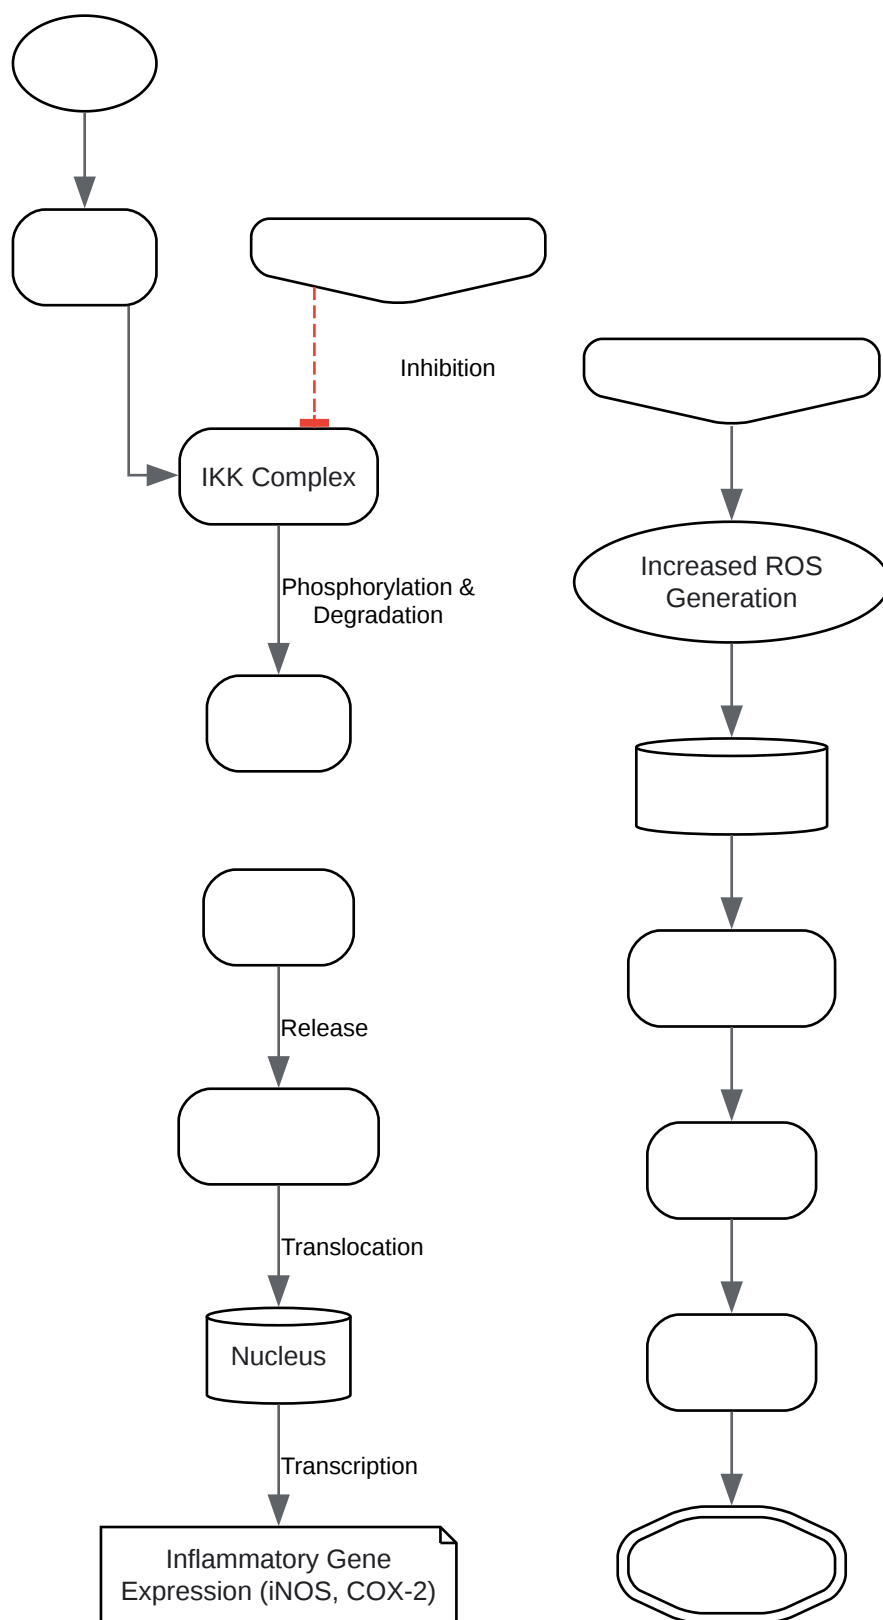 Inhibition
IKK Complex
Phosphorylation &
Degradation
Release
Translocation
Nucleus
Transcription
Inflammatory Gene
Expression (iNOS, COX-2)
Increased ROS
Generation